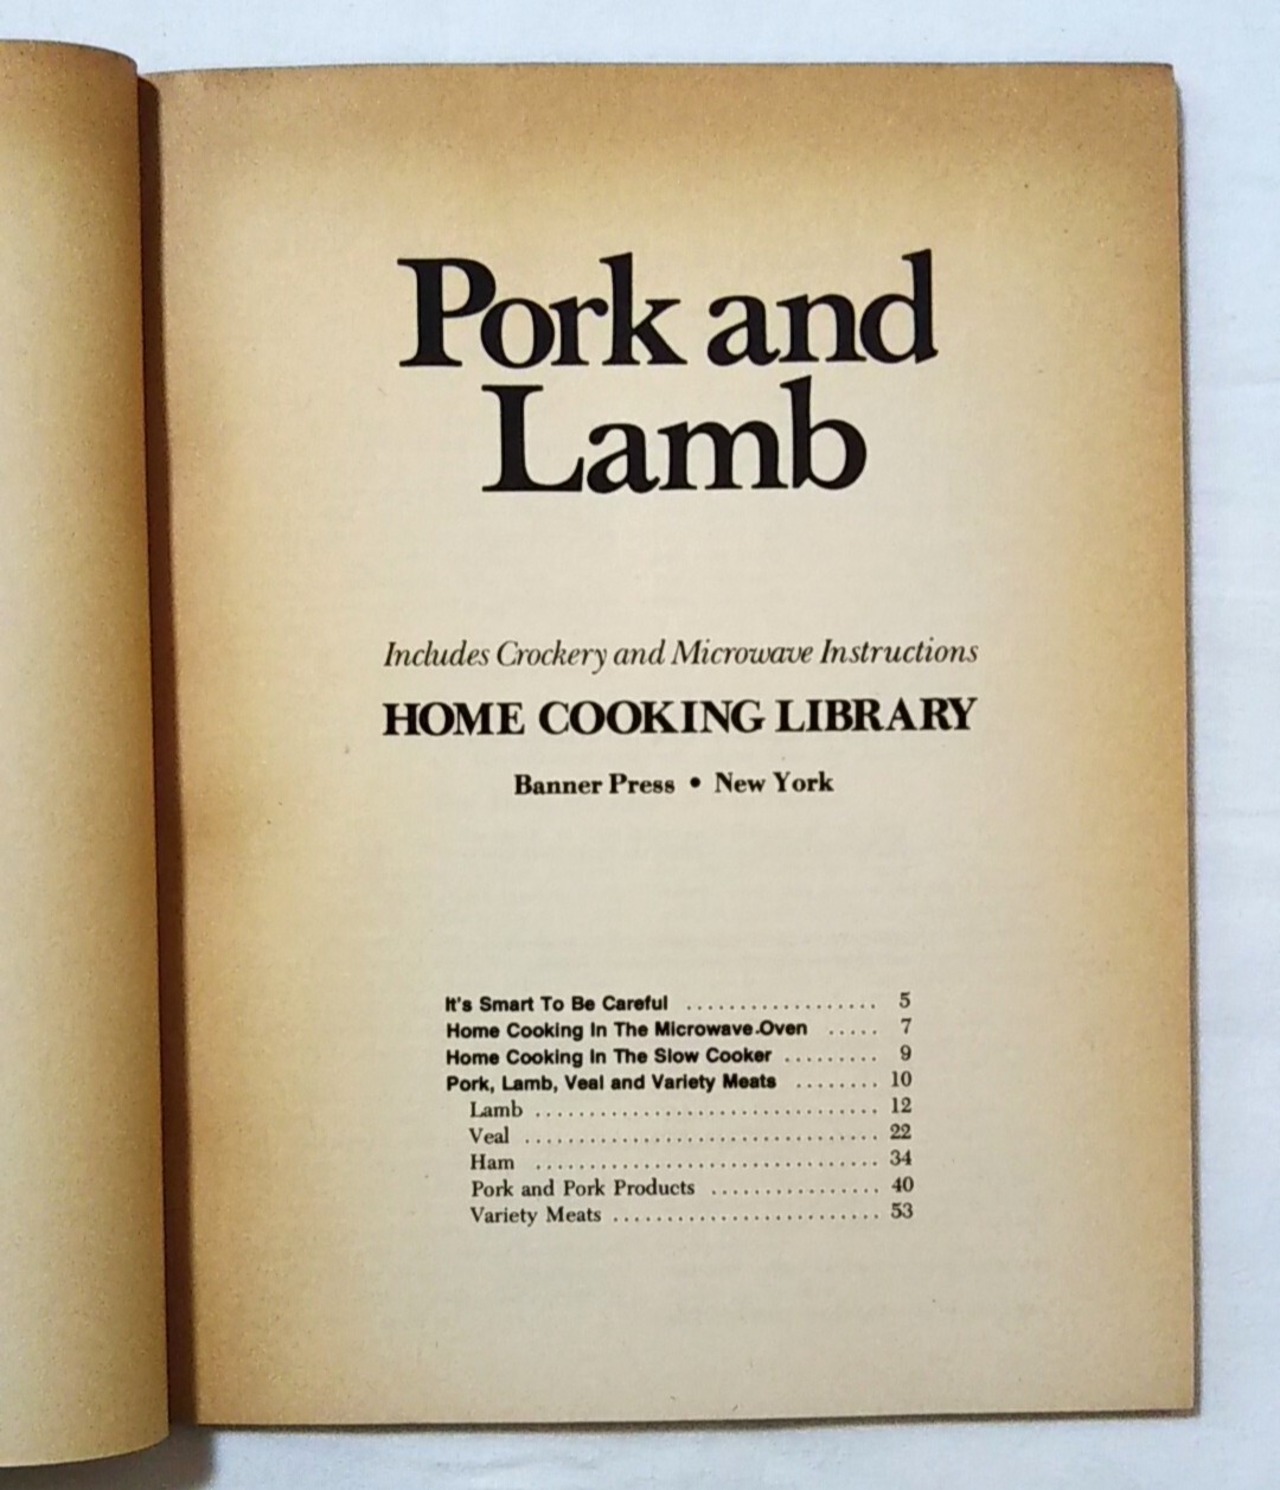 Pork and
Lamb
Includes Crockery and Microwave Instructions
HOME COOKING LIBRARY
Banner Press • New York
It's Smart To Be Careful .................. 5
Home Cooking In The Microwave Oven ..... 7
Home Cooking In The Slow Cooker ......... 9
Pork, Lamb, Veal and Variety Meats ........ 10
Lamb ................................ 12
Veal ................................. 22
Ham ................................ 34
Pork and Pork Products ................ 40
Variety Meats ......................... 53